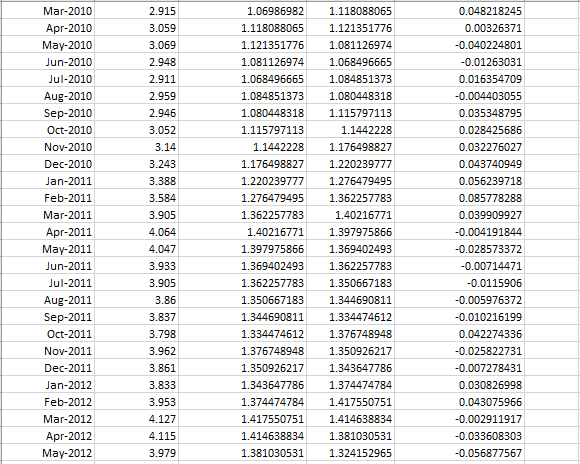 Mar-2010 2.915 1.06986982 1.118088065 0.048218245
Apr-2010 3.059 1.118088065 1.121351776 0.00326371
May-2010 3.069 1.121351776 1.081126974 -0.040224801
Jun-2010 2.948 1.081126974 1.068496665 -0.01263031
Jul-2010 2.911 1.068496665 1.084851373 0.016354709
Aug-2010 2.959 1.084851373 1.080448318 -0.004403055
Sep-2010 2.946 1.080448318 1.115797113 0.035348795
Oct-2010 3.052 1.115797113 1.1442228 0.028425686
Nov-2010 3.14 1.1442228 1.176498827 0.032276027
Dec-2010 3.243 1.176498827 1.220239777 0.043740949
Jan-2011 3.388 1.220239777 1.276479495 0.056239718
Feb-2011 3.584 1.276479495 1.362257783 0.085778288
Mar-2011 3.905 1.362257783 1.40216771 0.039909927
Apr-2011 4.064 1.40216771 1.397975866 -0.004191844
May-2011 4.047 1.397975866 1.369402493 -0.028573372
Jun-2011 3.933 1.369402493 1.362257783 -0.00714471
Jul-2011 3.905 1.362257783 1.350667183 -0.0115906
Aug-2011 3.86 1.350667183 1.344690811 -0.005976372
Sep-2011 3.837 1.344690811 1.334474612 -0.010216199
Oct-2011 3.798 1.334474612 1.376748948 0.042274336
Nov-2011 3.962 1.376748948 1.350926217 -0.025822731
Dec-2011 3.861 1.350926217 1.343647786 -0.007278431
Jan-2012 3.833 1.343647786 1.374474784 0.030826998
Feb-2012 3.953 1.374474784 1.417550751 0.043075966
Mar-2012 4.127 1.417550751 1.414638834 -0.002911917
Apr-2012 4.115 1.414638834 1.381030531 -0.033608303
May-2012 3.979 1.381030531 1.324152965 -0.056877567